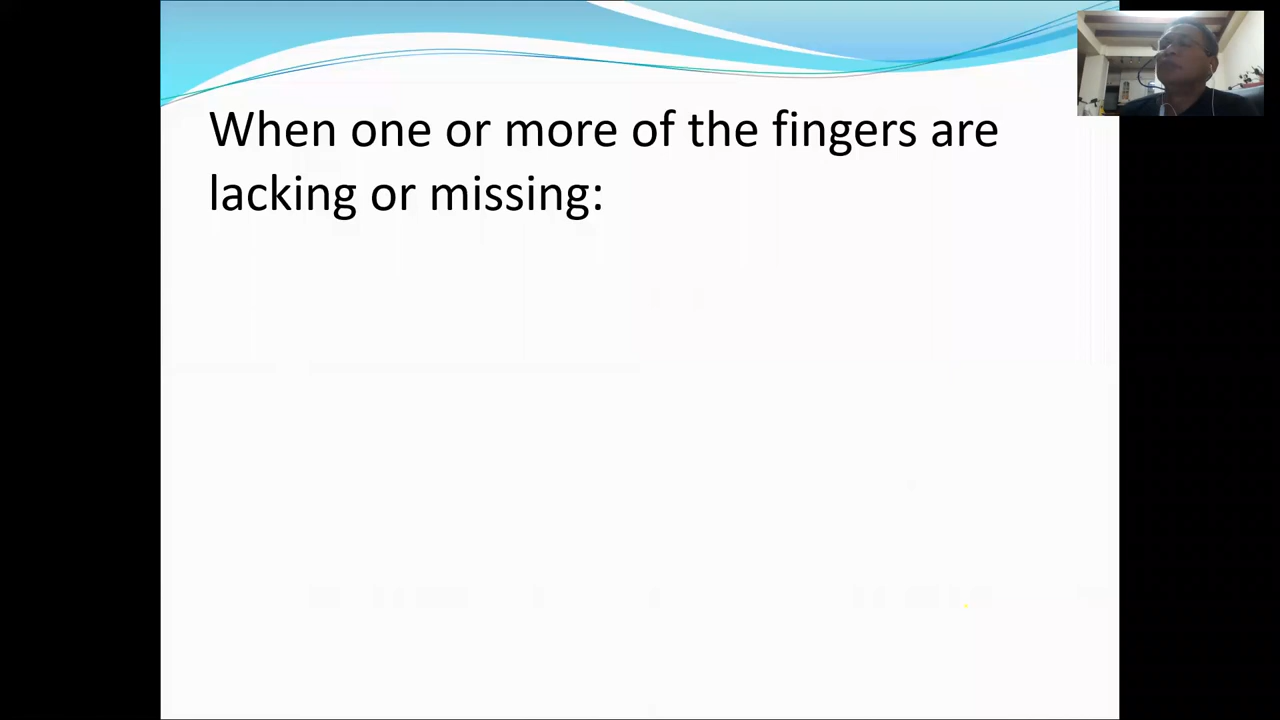 When one or more of the fingers are
lacking or missing: